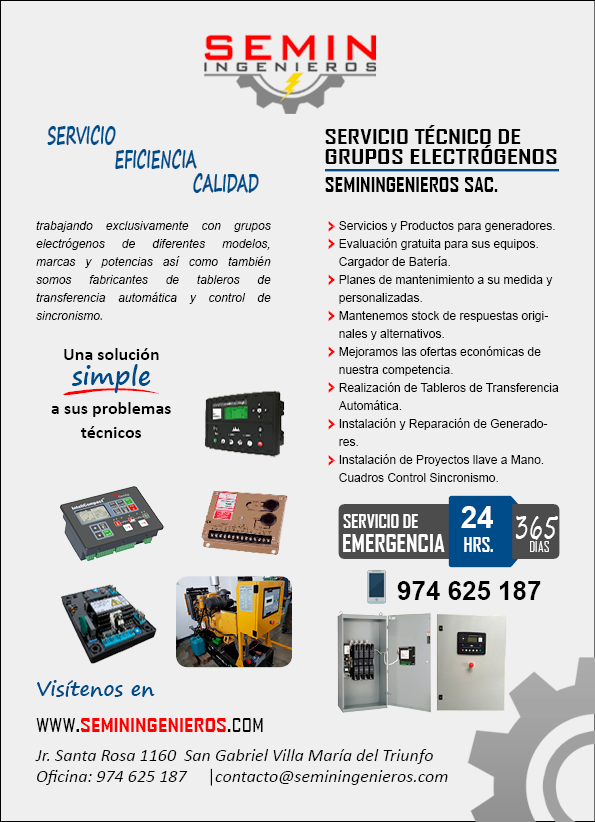 SEMIN
INGENIEROS
SERVICIO
EFICIENCIA
CALIDAD
trabajando exclusivamente con grupos
electrógenos de diferentes modelos,
marcas y potencias así como también
somos fabricantes de tableros de
transferencia automática y control de
sincronismo.
Una solución
simple
a sus problemas
técnicos
InteliCompact
SERVICIO TÉCNICO DE
GRUPOS ELECTRÓGENOS
SEMININGENIEROS SAC.
Servicios y Productos para generadores.
Evaluación gratuita para sus equipos.
Cargador de Batería.
Planes de mantenimiento a su medida y
personalizadas.
Mantenemos stock de respuestas origi-
nales y alternativos.
Mejoramos las ofertas económicas de
nuestra competencia.
Realización de Tableros de Transferencia
Automática.
Instalación y Reparación de Generado-
res.
Instalación de Proyectos llave a Mano.
Cuadros Control Sincronismo.
SERVICIO DE
EMERGENCIA
24
HRS.
365
DIAS
974 625 187
Visítenos en
WWW.SEMININGENIEROS.COM
Jr. Santa Rosa 1160 San Gabriel Villa María del Triunfo
Oficina: 974 625 187 |contacto@seminingenieros.com